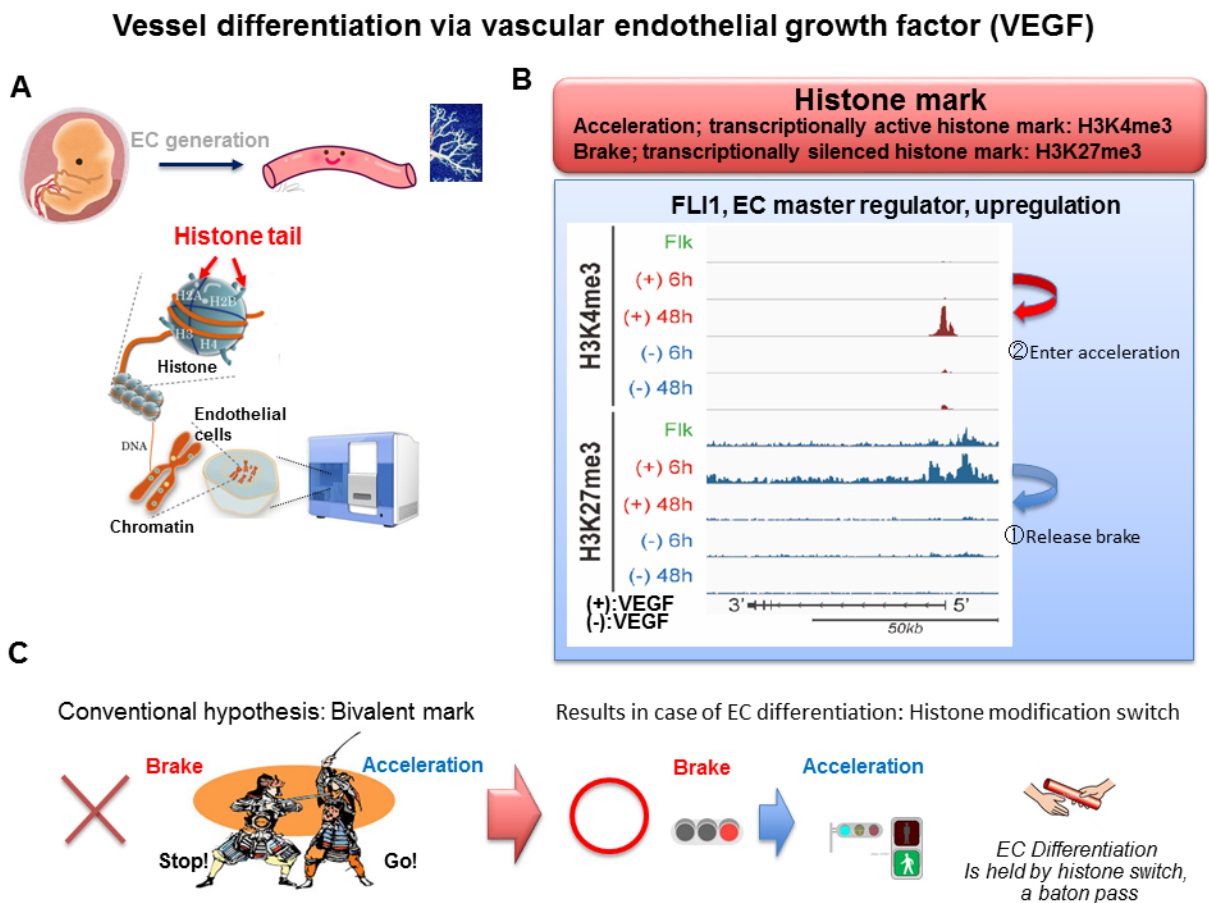 Vessel differentiation via vascular endothelial growth factor (VEGF)
A
EC generation
Histone tail
H2A
H2B
H3
H4
Histone
DNA
Endothelial
cells
Chromatin
B
Histone mark
Acceleration; transcriptionally active histone mark: H3K4me3
Brake; transcriptionally silenced histone mark: H3K27me3
FLI1, EC master regulator, upregulation
H3K4me3
Flk
(+) 6h
(+) 48h
(-) 6h
(-) 48h
②Enter acceleration
H3K27me3
Flk
(+) 6h
(+) 48h
(-) 6h
(-) 48h
①Release brake
(+):VEGF
(-):VEGF
3’
5’
50kb
C
Conventional hypothesis: Bivalent mark
Brake
Acceleration
Stop!
Go!
Results in case of EC differentiation: Histone modification switch
Brake
Acceleration
EC Differentiation
Is held by histone switch,
a baton pass